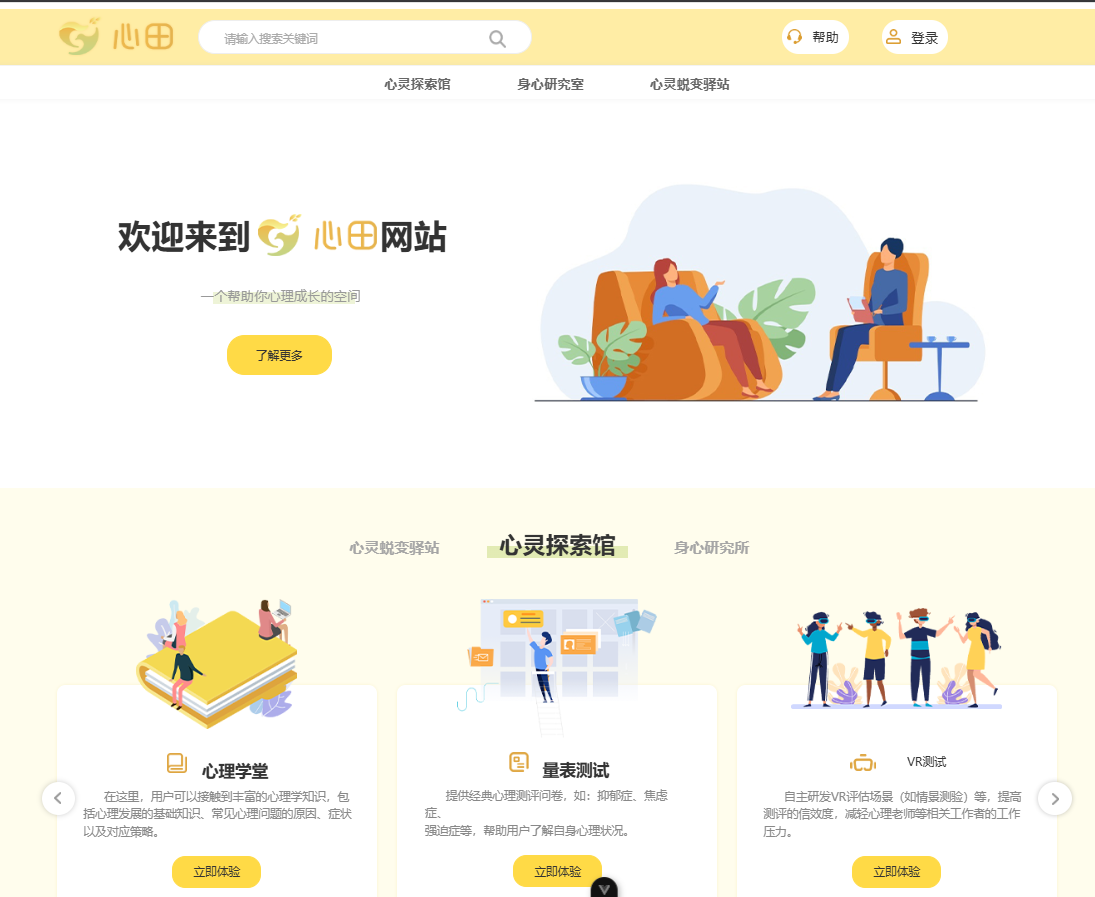 心田
请输入搜索关键词
帮助
登录
心灵探索馆
身心研究室
心灵蜕变驿站
欢迎来到 心田网站
一个帮助你心理成长的空间
了解更多
心灵蜕变驿站
心灵探索馆
身心研究所
心理学堂
在这里，用户可以接触到丰富的心理学知识，包
括心理发展的基础知识、常见心理问题的原因、症状
以及对应策略。
立即体验
量表测试
提供经典心理测评问卷，如：抑郁症、焦虑
症、
强迫症等，帮助用户了解自身心理状况。
立即体验
VR测试
自主研发VR评估场景（如情景测验）等，提高
测评的信效度，减轻心理老师等相关工作者的工作
压力。
立即体验